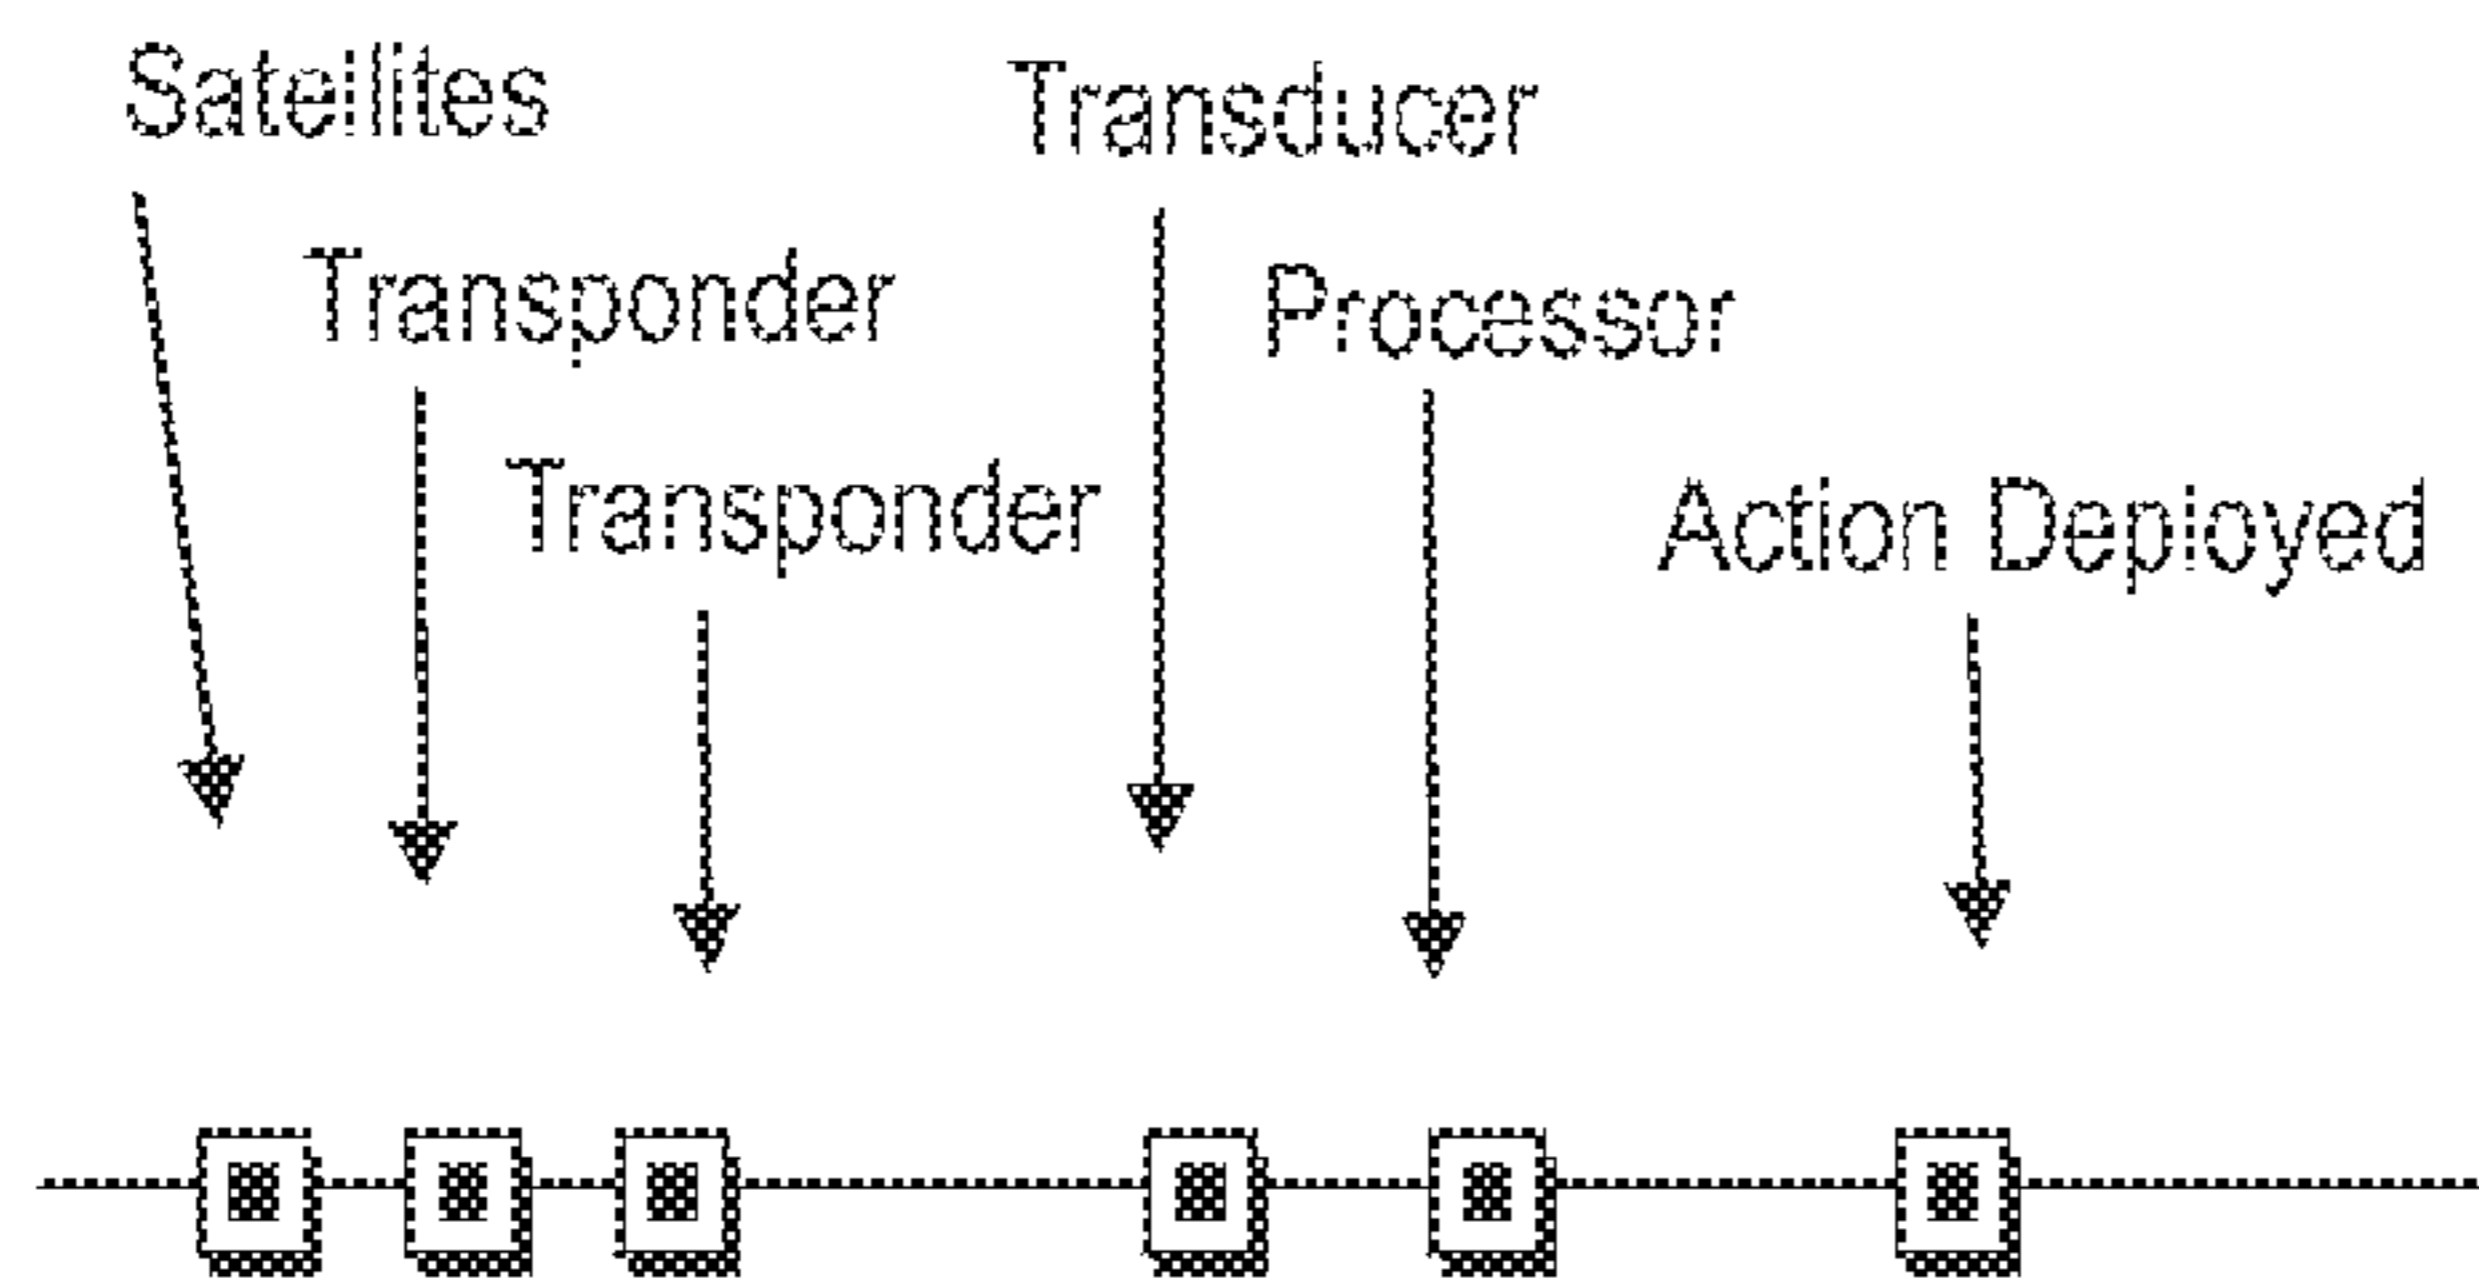 Satellites
Transducer
Transponder
Processor
Transponder
Action Deployed